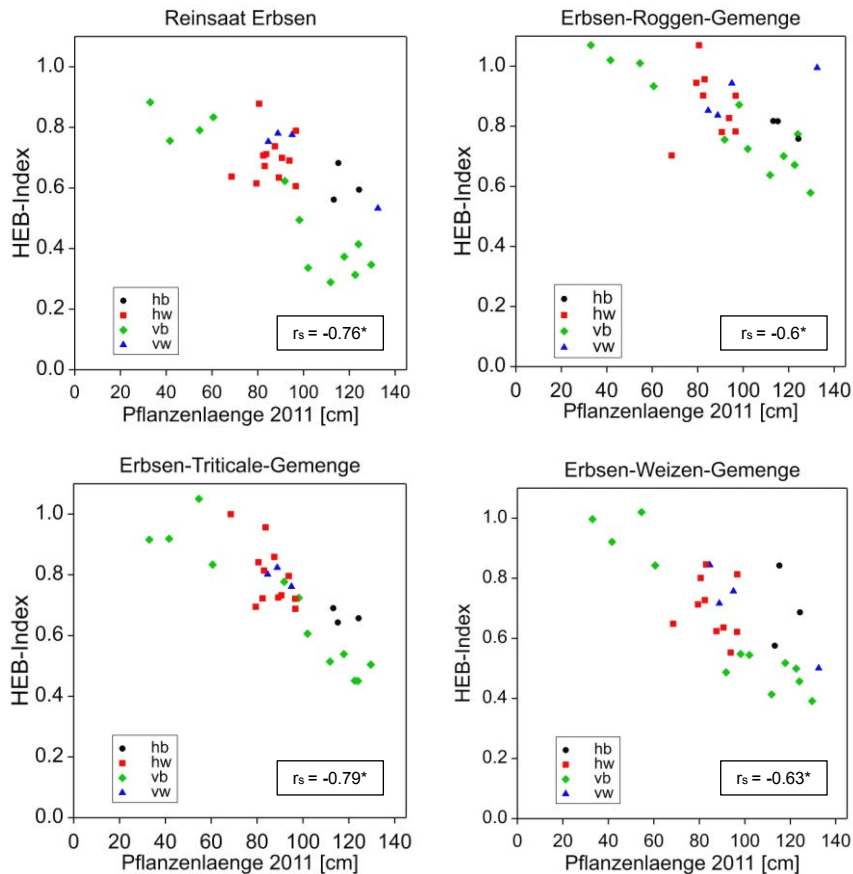 Reinsaat Erbsen
HEB-Index
1.0
0.8
0.6
0.4
0.2
0.0
hb
hw
vb
vw
rs = -0.76*
0 20 40 60 80 100 120 140
Pflanzenlaenge 2011 [cm]
Erbsen-Roggen-Gemenge
HEB-Index
1.0
0.8
0.6
0.4
0.2
0.0
hb
hw
vb
vw
rs = -0.6*
0 20 40 60 80 100 120 140
Pflanzenlaenge 2011 [cm]
Erbsen-Triticale-Gemenge
HEB-Index
1.0
0.8
0.6
0.4
0.2
0.0
hb
hw
vb
vw
rs = -0.79*
0 20 40 60 80 100 120 140
Pflanzenlaenge 2011 [cm]
Erbsen-Weizen-Gemenge
HEB-Index
1.0
0.8
0.6
0.4
0.2
0.0
hb
hw
vb
vw
rs = -0.63*
0 20 40 60 80 100 120 140
Pflanzenlaenge 2011 [cm]